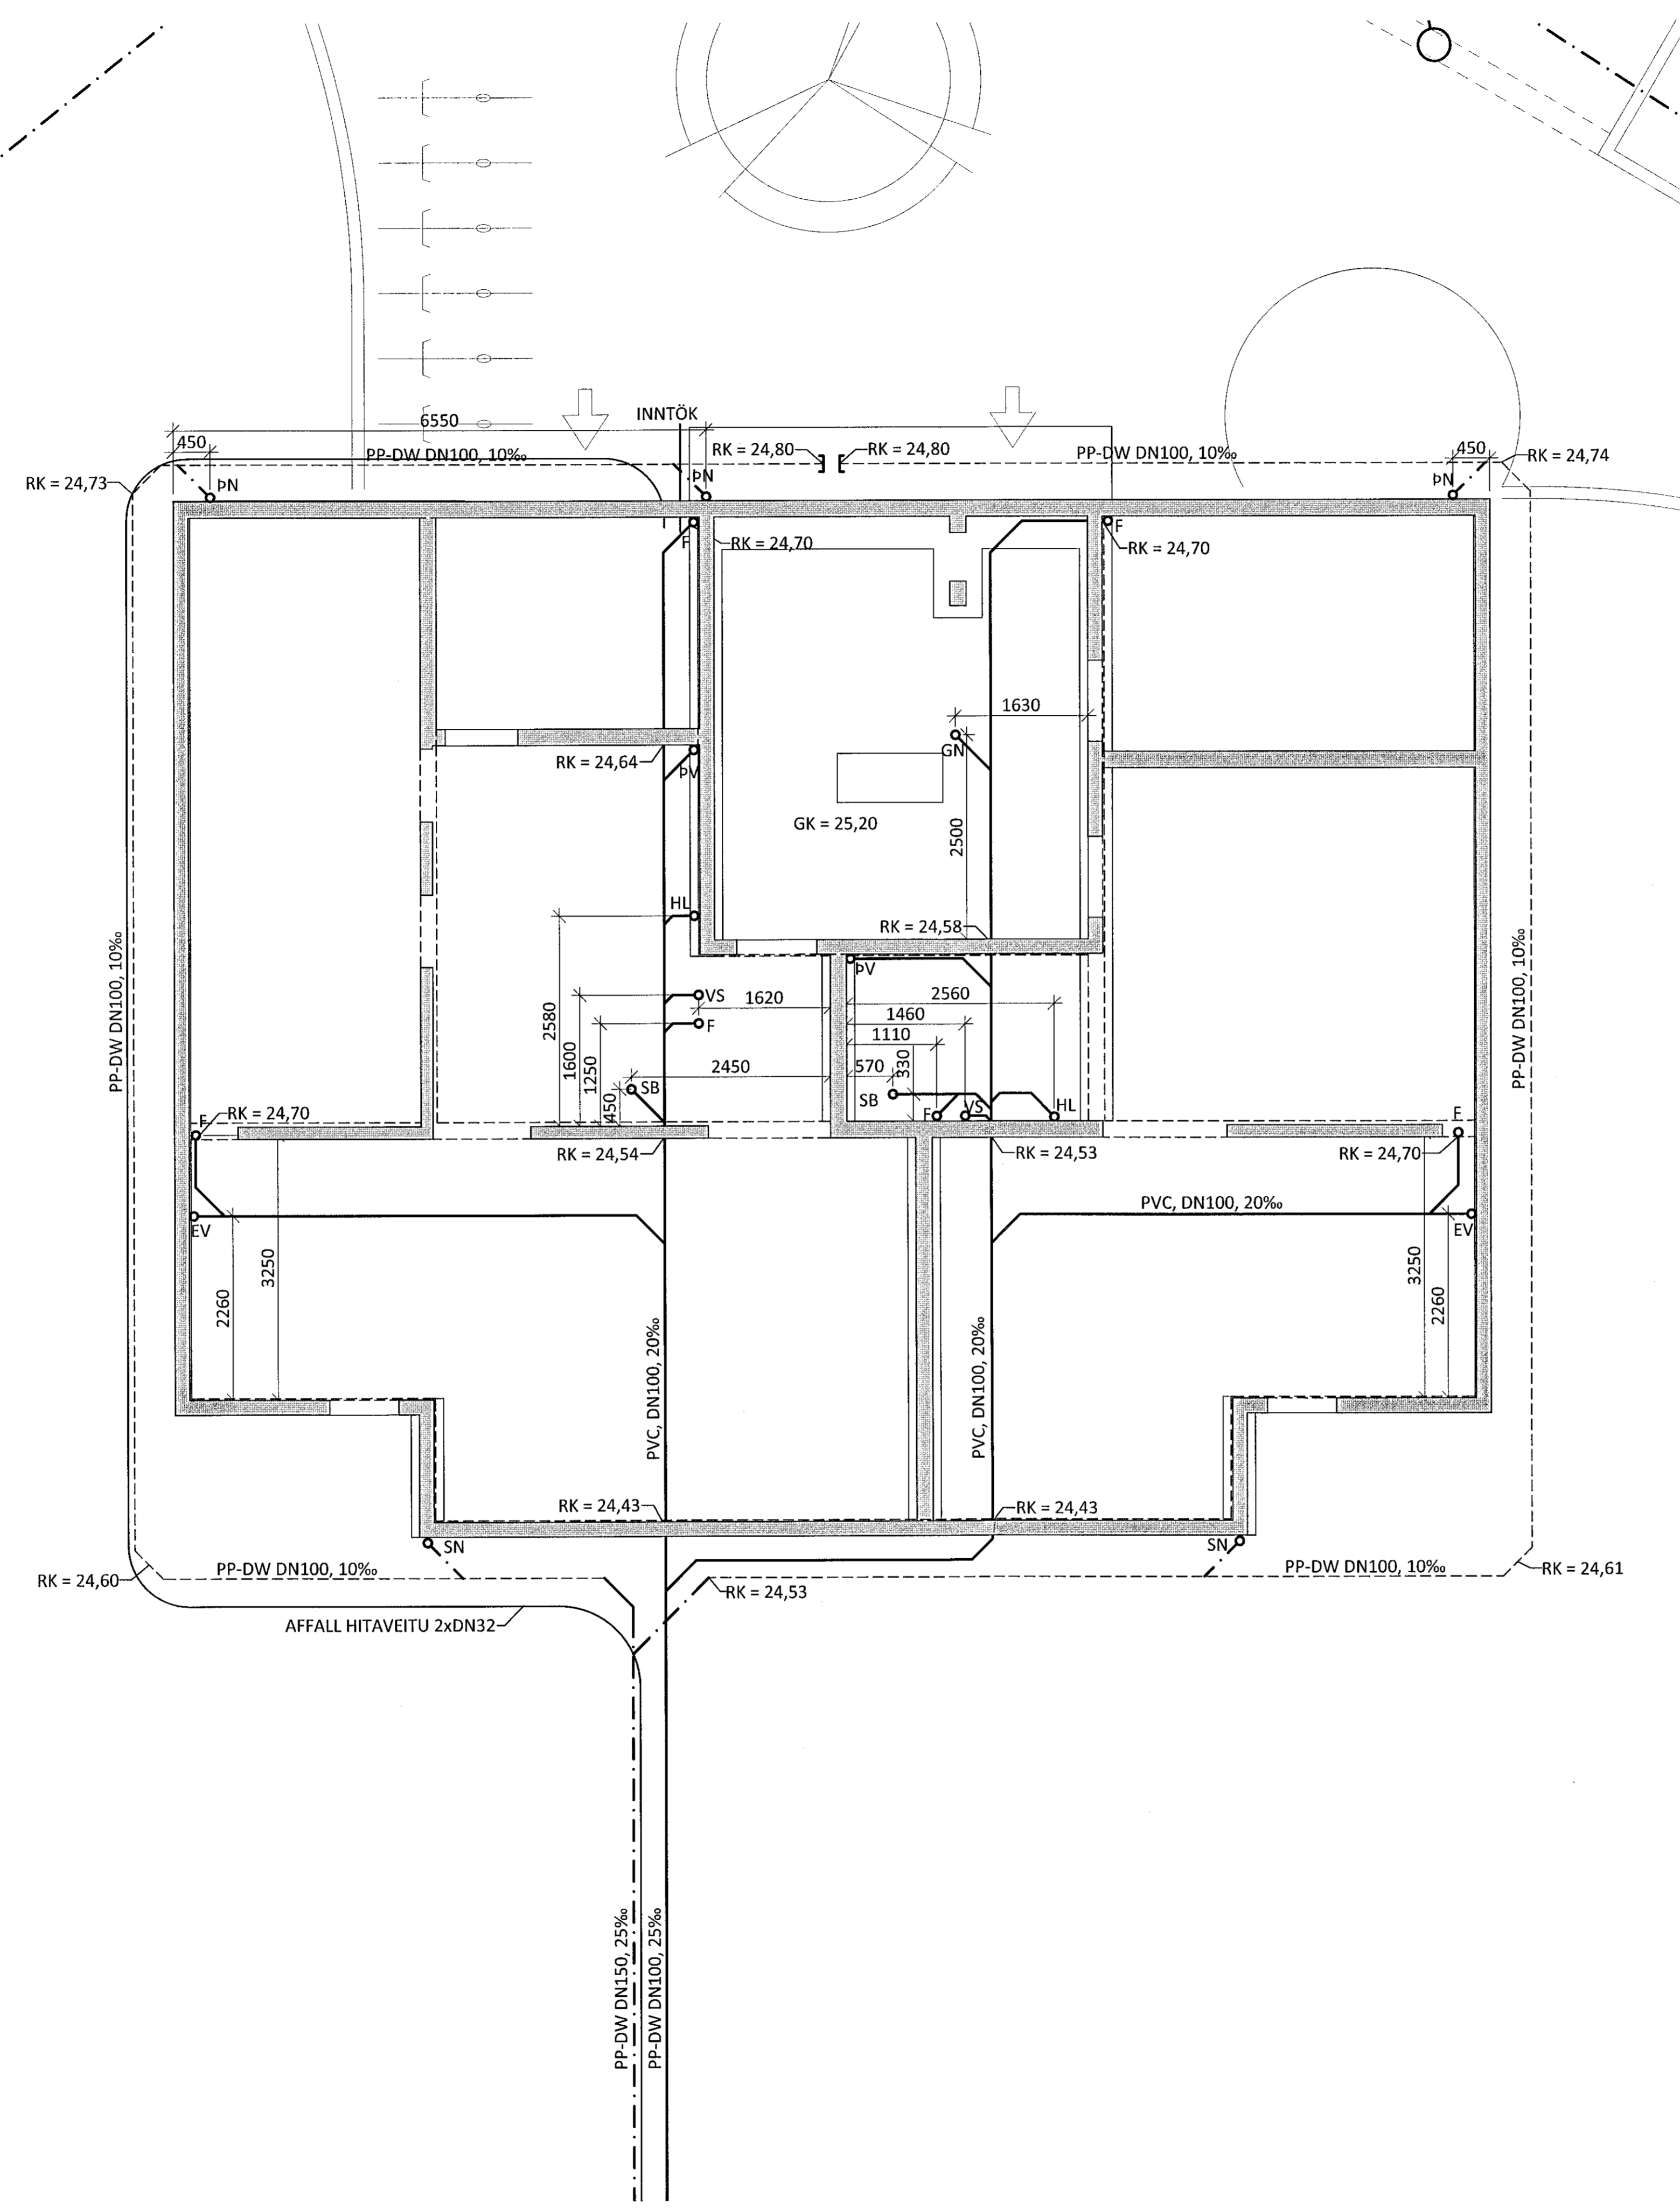 6550
INNTÖK
450
PP-DW DN100, 10‰
RK = 24,80
RK = 24,80
PP-DW DN100, 10‰
450
RK = 24,74
RK = 24,73
ÞN
ÞN
ÞN
F
RK = 24,70
F
RK = 24,70
1630
GN
RK = 24,64
ÞV
GK = 25,20
2500
HL
RK = 24,58
ÞV
PP-DW DN100, 10‰
PP-DW DN100, 10‰
VS
1620
2560
F
1460
1110
2580
1600
1250
450
2450
570
330
SB
SB
F
VS
HL
F
RK = 24,70
F
RK = 24,54
RK = 24,53
RK = 24,70
PVC, DN100, 20‰
EV
EV
3250
2260
3250
2260
PVC, DN100, 20‰
PVC, DN100, 20‰
RK = 24,43
RK = 24,43
SN
SN
RK = 24,60
PP-DW DN100, 10‰
PP-DW DN100, 10‰
RK = 24,61
RK = 24,53
AFFALL HITAVEITU 2xDN32
PP-DW DN150, 25‰
PP-DW DN100, 25‰